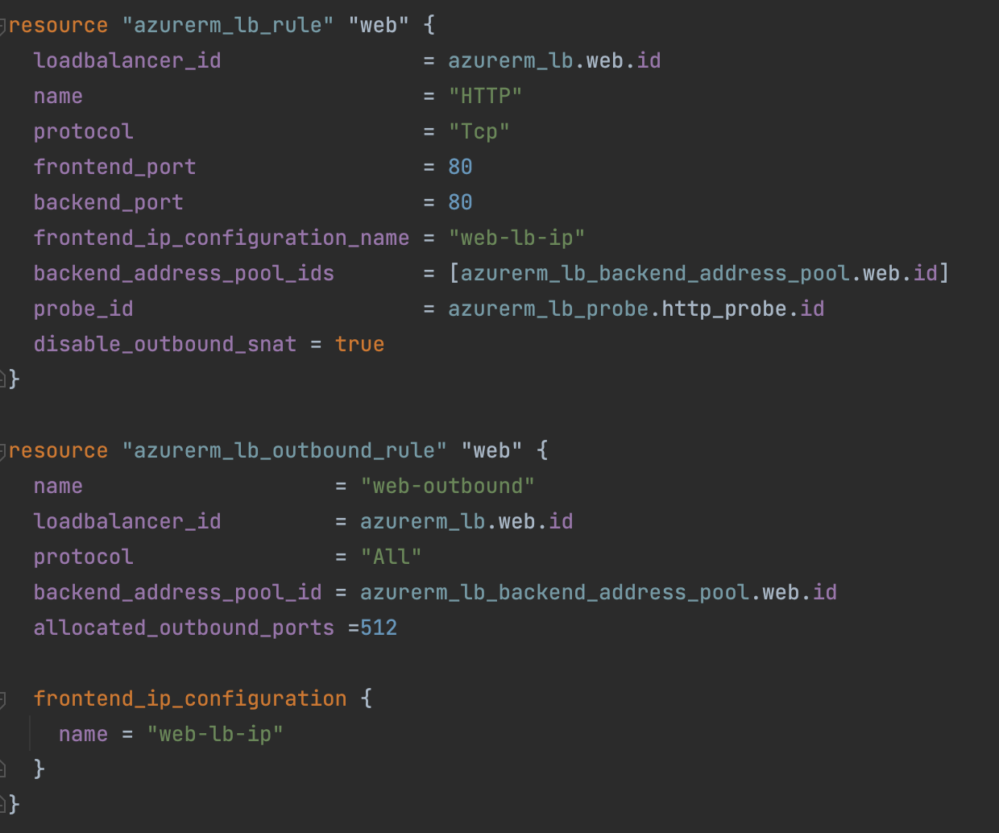 resource "azurerm_lb_rule" "web" {
  loadbalancer_id                = azurerm_lb.web.id
  name                           = "HTTP"
  protocol                       = "Tcp"
  frontend_port                  = 80
  backend_port                   = 80
  frontend_ip_configuration_name = "web-lb-ip"
  backend_address_pool_ids       = [azurerm_lb_backend_address_pool.web.id]
  probe_id                       = azurerm_lb_probe.http_probe.id
  disable_outbound_snat = true
}

resource "azurerm_lb_outbound_rule" "web" {
  name                    = "web-outbound"
  loadbalancer_id         = azurerm_lb.web.id
  protocol                = "All"
  backend_address_pool_id = azurerm_lb_backend_address_pool.web.id
  allocated_outbound_ports =512

  frontend_ip_configuration {
    name = "web-lb-ip"
  }
}